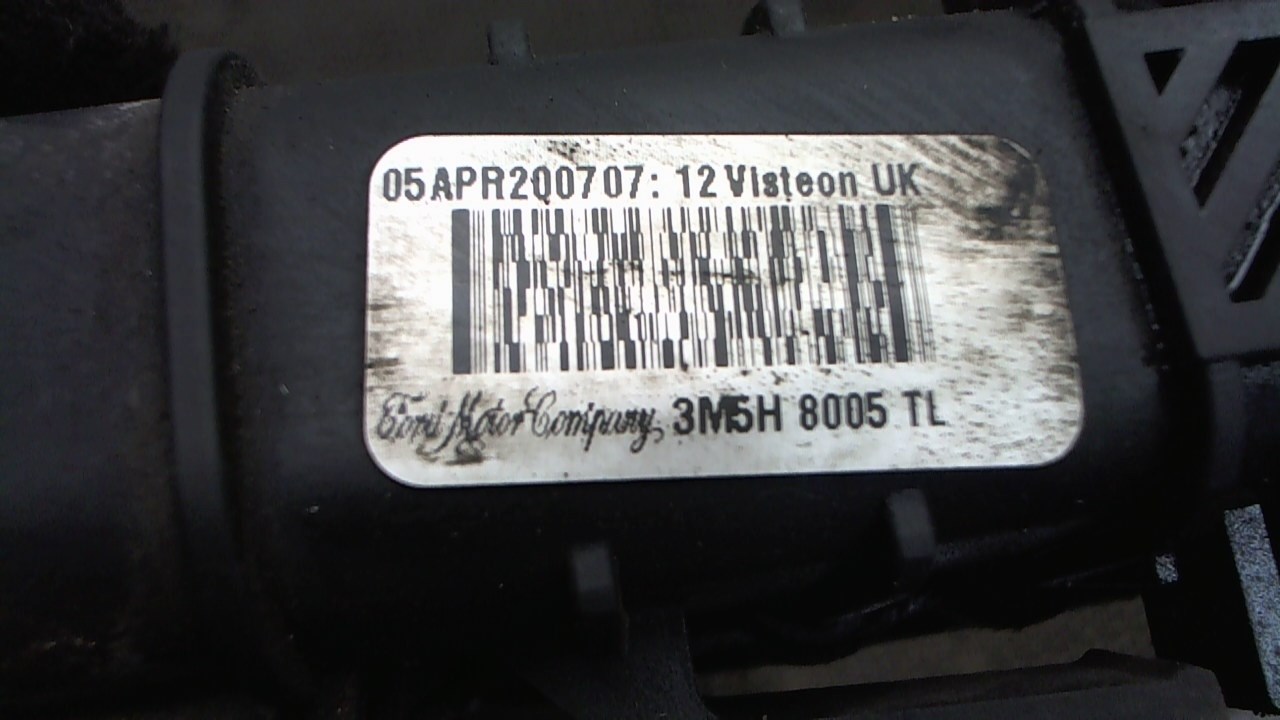 05APR200707:12 Visteon UK
Ford Motor Company, 3M5H 8005 TL